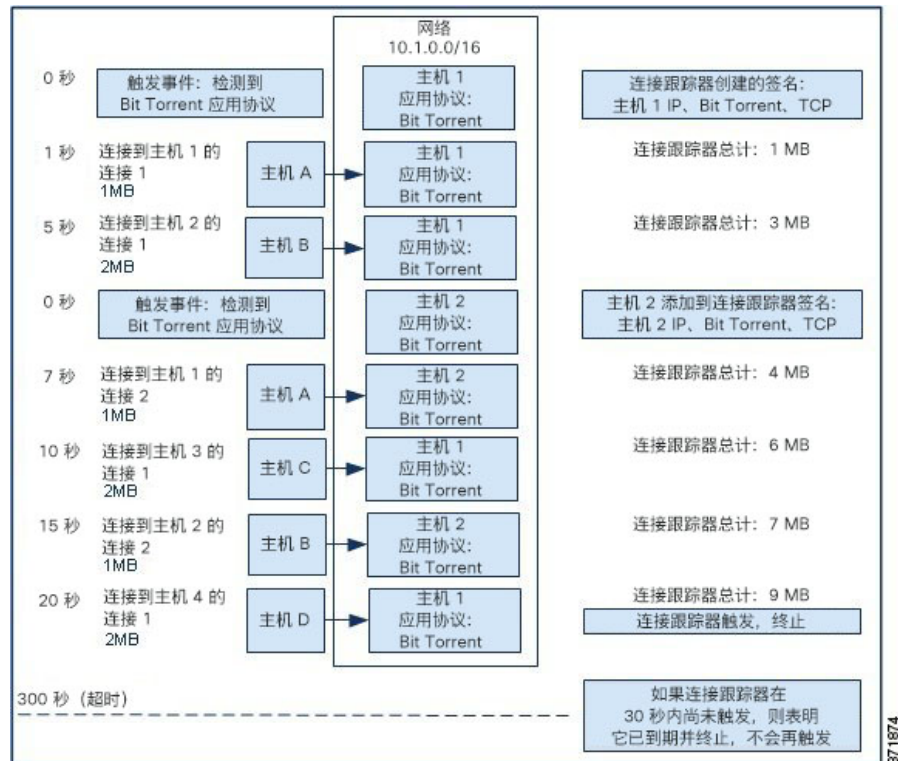 网络
10.1.0.0/16
0 秒
触发事件：检测到
Bit Torrent 应用协议
主机 1
应用协议：
Bit Torrent
连接跟踪器创建的签名：
主机 1 IP、Bit Torrent、TCP
1 秒
连接到主机 1 的
连接 1
1MB
主机 A
主机 1
应用协议：
Bit Torrent
连接跟踪器总计：1 MB
5 秒
连接到主机 2 的
连接 1
2MB
主机 B
主机 1
应用协议：
Bit Torrent
连接跟踪器总计：3 MB
0 秒
触发事件：检测到
Bit Torrent 应用协议
主机 2
应用协议：
Bit Torrent
主机 2 添加到连接跟踪器签名：
主机 2 IP、Bit Torrent、TCP
7 秒
连接到主机 1 的
连接 2
1MB
主机 A
主机 2
应用协议：
Bit Torrent
连接跟踪器总计：4 MB
10 秒
连接到主机 3 的
连接 1
2MB
主机 C
主机 1
应用协议：
Bit Torrent
连接跟踪器总计：6 MB
15 秒
连接到主机 2 的
连接 2
1MB
主机 B
主机 2
应用协议：
Bit Torrent
连接跟踪器总计：7 MB
20 秒
连接到主机 4 的
连接 1
2MB
主机 D
主机 1
应用协议：
Bit Torrent
连接跟踪器总计：9 MB
连接跟踪器触发，终止
300 秒（超时）
如果连接跟踪器在
30 秒内尚未触发，则表明
它已到期并终止，不会再触发
371874